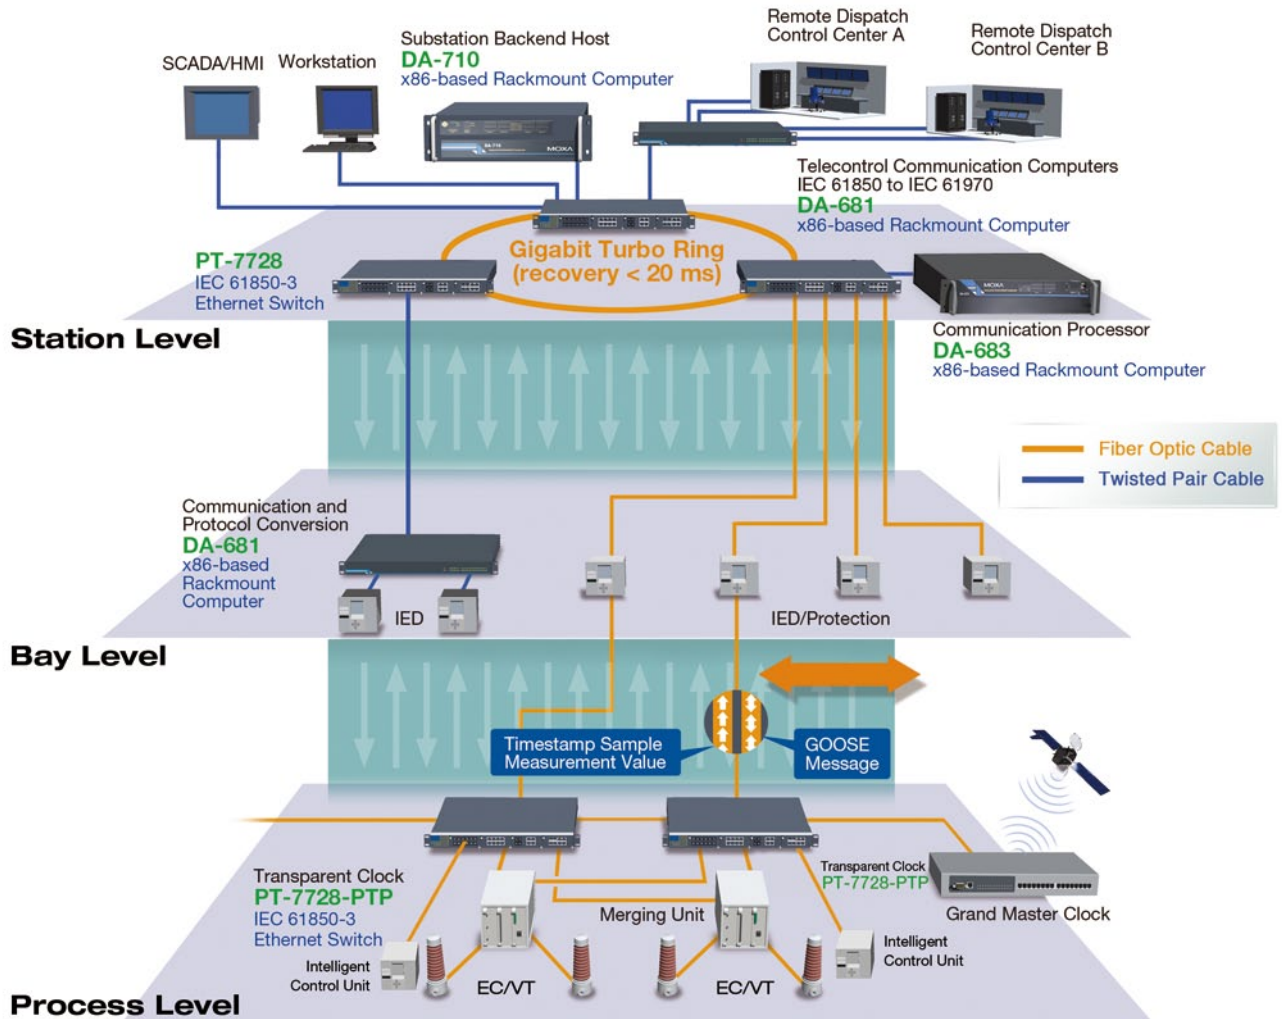 SCADA/HMI
Workstation
Substation Backend Host
DA-710
x86-based Rackmount Computer
Remote Dispatch
Control Center A
Remote Dispatch
Control Center B
DA-710
MOXA
Telecontrol Communication Computers
IEC 61850 to IEC 61970
DA-681
x86-based Rackmount Computer
Gigabit Turbo Ring
(recovery < 20 ms)
PT-7728
IEC 61850-3
Ethernet Switch
MOXA
Station Level
Communication Processor
DA-683
x86-based Rackmount Computer
Fiber Optic Cable
Twisted Pair Cable
Communication and
Protocol Conversion
DA-681
x86-based
Rackmount
Computer
IED
IED/Protection
Bay Level
Timestamp Sample
Measurement Value
GOOSE
Message
Transparent Clock
PT-7728-PTP
IEC 61850-3
Ethernet Switch
Transparent Clock
PT-7728-PTP
Grand Master Clock
Merging Unit
Intelligent
Control Unit
EC/VT
EC/VT
Intelligent
Control Unit
Process Level